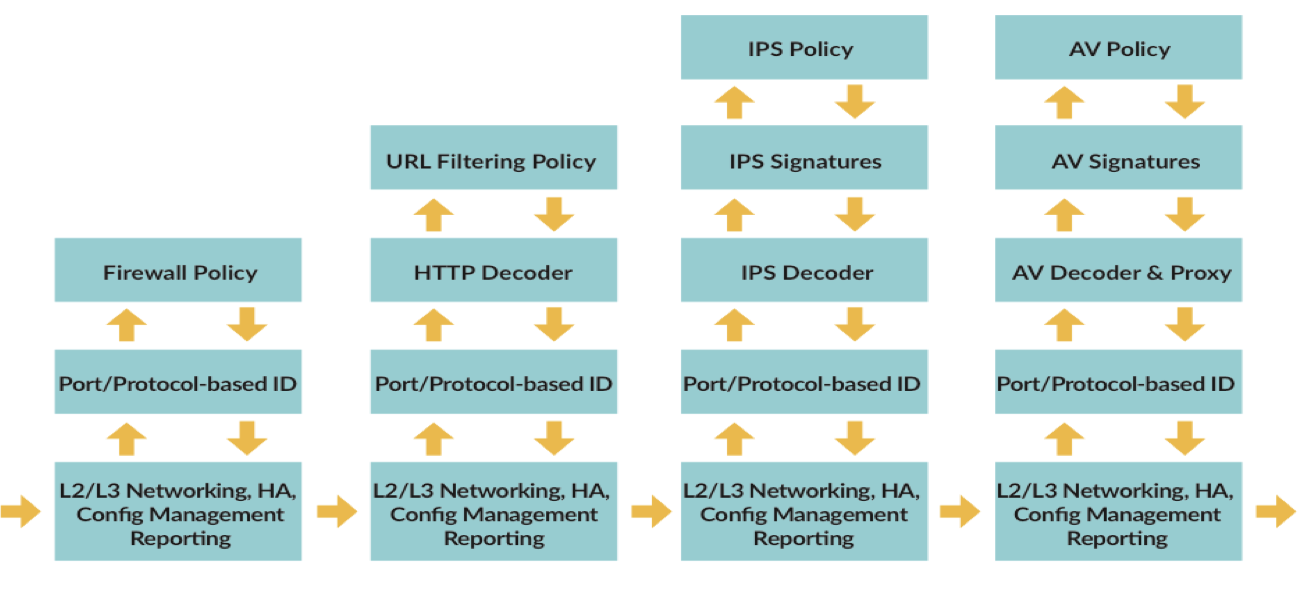 IPS Policy
AV Policy
URL Filtering Policy
IPS Signatures
AV Signatures
Firewall Policy
HTTP Decoder
IPS Decoder
AV Decoder & Proxy
Port/Protocol-based ID
Port/Protocol-based ID
Port/Protocol-based ID
Port/Protocol-based ID
L2/L3 Networking, HA,
Config Management
Reporting
L2/L3 Networking, HA,
Config Management
Reporting
L2/L3 Networking, HA,
Config Management
Reporting
L2/L3 Networking, HA,
Config Management
Reporting